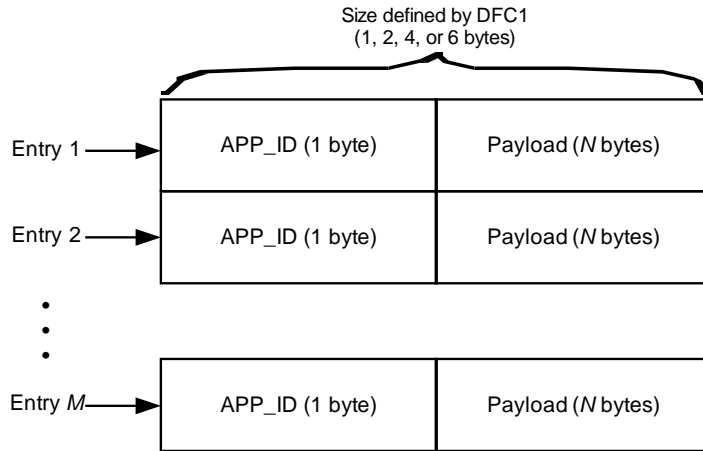 Size defined by DFC1
(1, 2, 4, or 6 bytes)
Entry 1 APP_ID (1 byte) Payload (N bytes)
Entry 2 APP_ID (1 byte) Payload (N bytes)
Entry M APP_ID (1 byte) Payload (N bytes)